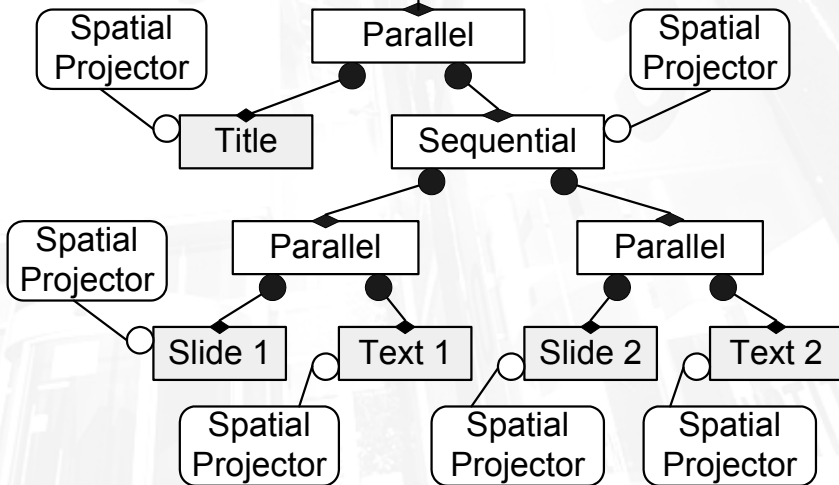 Spatial
Projector
Parallel
Spatial
Projector
Title
Sequential
Spatial
Projector
Parallel
Parallel
Slide 1
Text 1
Slide 2
Text 2
Spatial
Projector
Spatial
Projector
Spatial
Projector